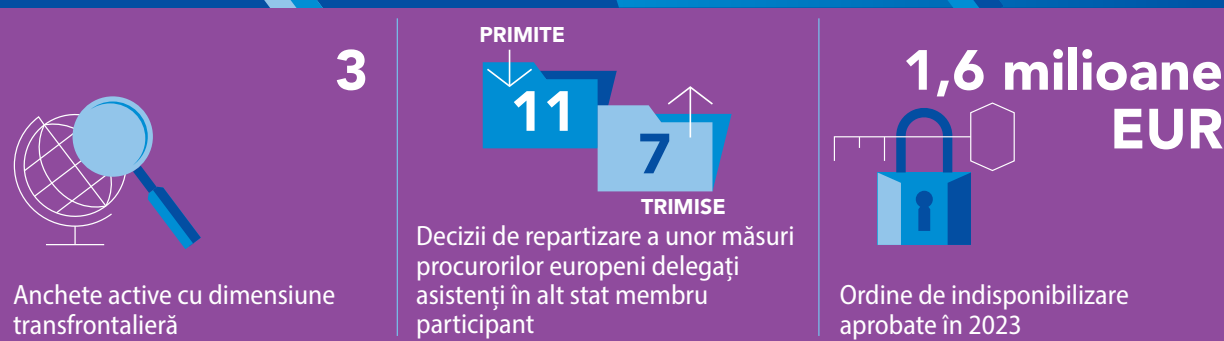 3
Anchete active cu dimensiune
transfrontalieră
PRIMITE
11
7
TRIMISE
Decizii de repartizare a unor măsuri
procurorilor europeni delegați
asistenți în alt stat membru
participant
1,6 milioane
EUR
Ordine de indisponibilizare
aprobate în 2023